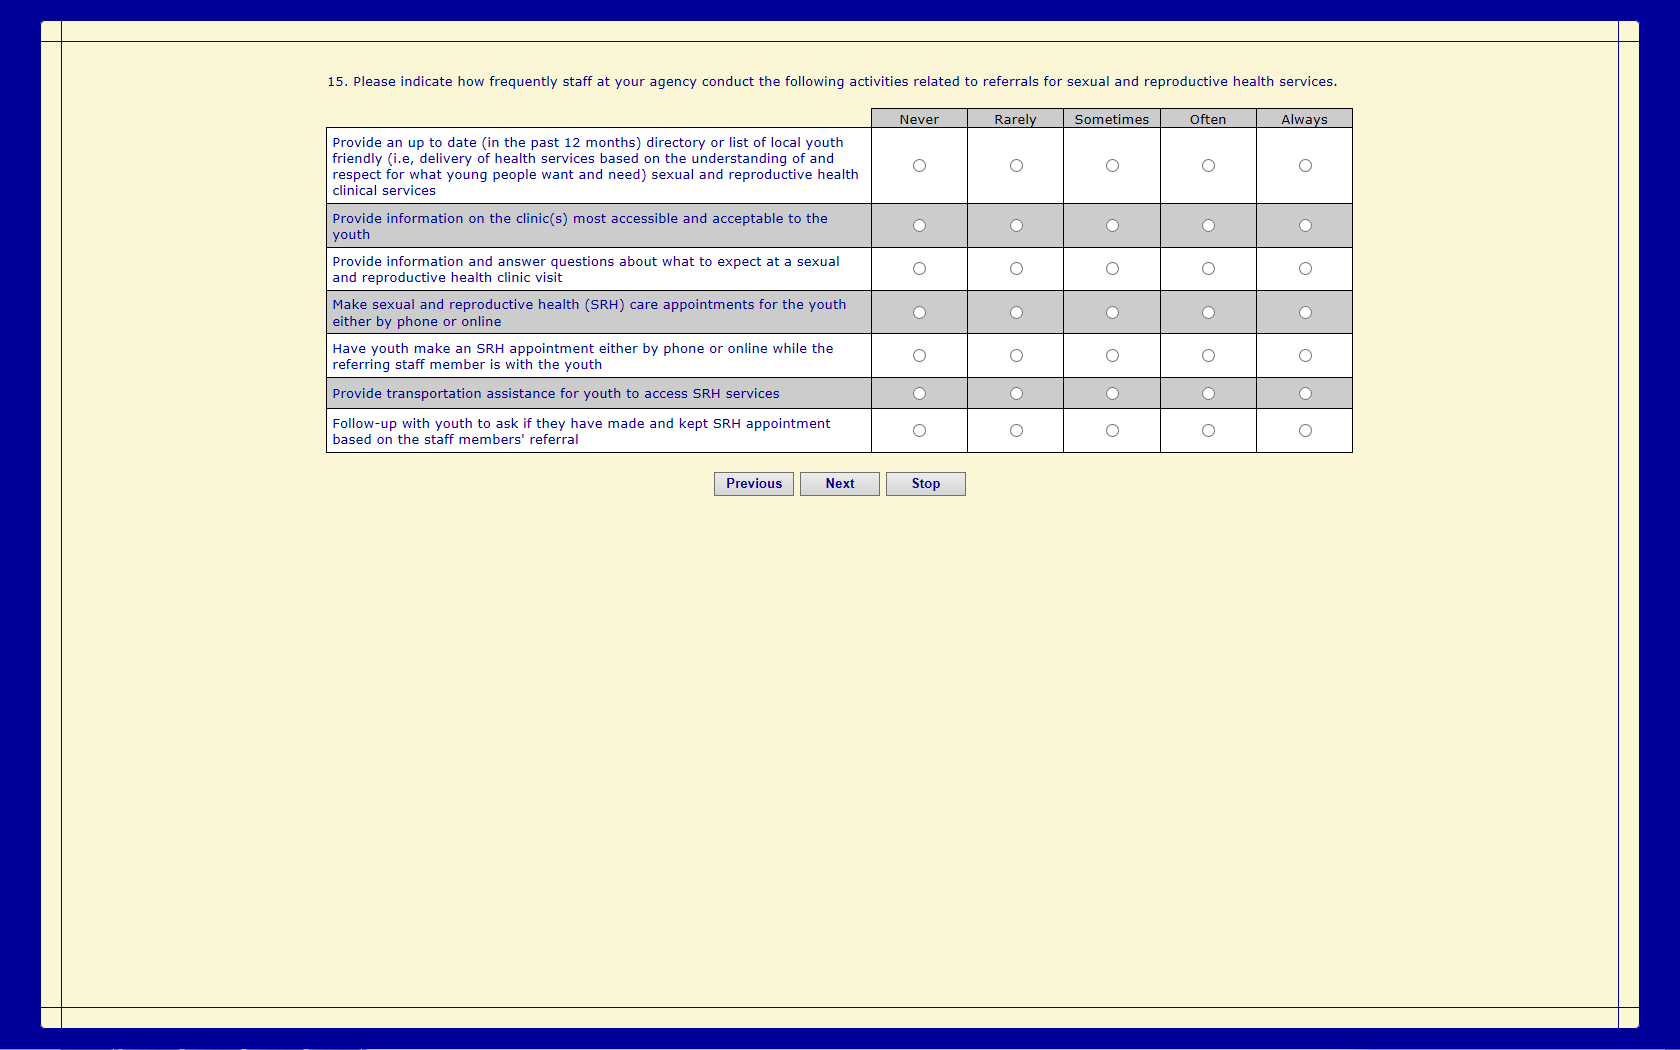 15. Please indicate how frequently staff at your agency conduct the following activities related to referrals for sexual and reproductive health services.
Never Rarely Sometimes Often Always
Provide an up to date (in the past 12 months) directory or list of local youth
friendly (i.e, delivery of health services based on the understanding of and
respect for what young people want and need) sexual and reproductive health
clinical services
Provide information on the clinic(s) most accessible and acceptable to the
youth
Provide information and answer questions about what to expect at a sexual
and reproductive health clinic visit
Make sexual and reproductive health (SRH) care appointments for the youth
either by phone or online
Have youth make an SRH appointment either by phone or online while the
referring staff member is with the youth
Provide transportation assistance for youth to access SRH services
Follow-up with youth to ask if they have made and kept SRH appointment
based on the staff members' referral
Previous Next Stop